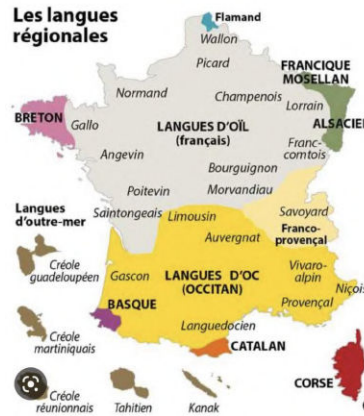 Les langues
régionales
Flamand
Wallon
Picard
FRANCIQUE
MOSELLAN
Normand
Champenois
Lorrain
BRETON
Gallo
LANGUES D'OÏL
(français)
ALSACIEN
Franc-
comtois
Angevin
Bourguignon
Morvandiau
Poitevin
Langues
d'outre-mer
Saintongeais
Limousin
Savoyard
Franco-
provençal
Auvergnat
Créole
guadeloupéen
Gascon
LANGUES D'OC
(OCCITAN)
Vivaro-
alpin
Niçois
Provençal
BASQUE
Languedocien
Créole
martiniquais
CATALAN
CORSE
Créole
réunionnais
Tahitien
Kanak